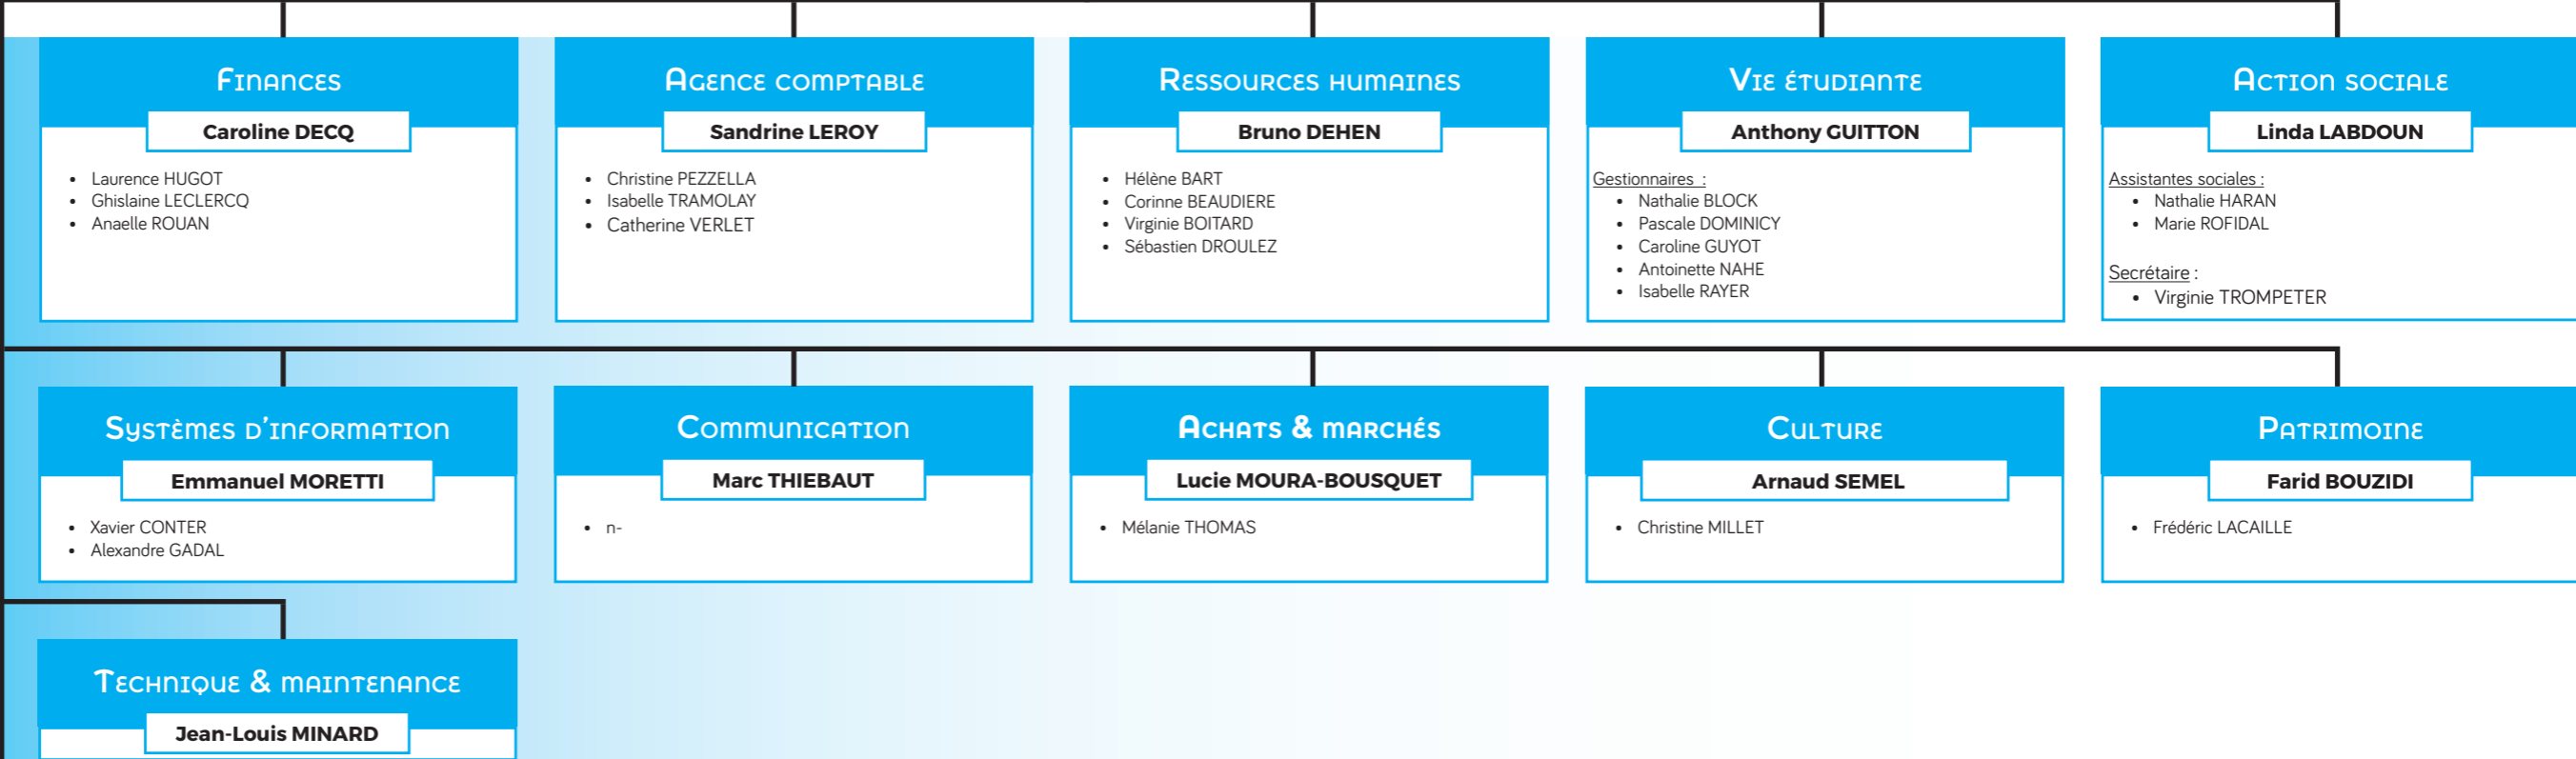 Finances
Caroline DECQ
• Laurence HUGOT
• Ghislaine LECLERCQ
• Anaelle ROUAN
Agence comptable
Sandrine LEROY
• Christine PEZZELLA
• Isabelle TRAMOLAY
• Catherine VERLET
Ressources humaines
Bruno DEHEN
• Hélène BART
• Corinne BEAUDIERE
• Virginie BOITARD
• Sébastien DROULEZ
Vie étudiante
Anthony GUITTON
Gestionnaires :
• Nathalie BLOCK
• Pascale DOMINICY
• Caroline GUYOT
• Antoinette NAHE
• Isabelle RAYER
Action sociale
Linda LABDOUN
Assistantes sociales :
• Nathalie HARAN
• Marie ROFIDAL
Secrétaire :
• Virginie TROMPETER
Systèmes d'information
Emmanuel MORETTI
• Xavier CONTER
• Alexandre GADAL
Communication
Marc THIEBAUT
• n-
Achats & marchés
Lucie MOURA-BOUSQUET
• Mélanie THOMAS
Culture
Arnaud SEMEL
• Christine MILLET
Patrimoine
Farid BOUZIDI
• Frédéric LACAILLE
Technique & maintenance
Jean-Louis MINARD